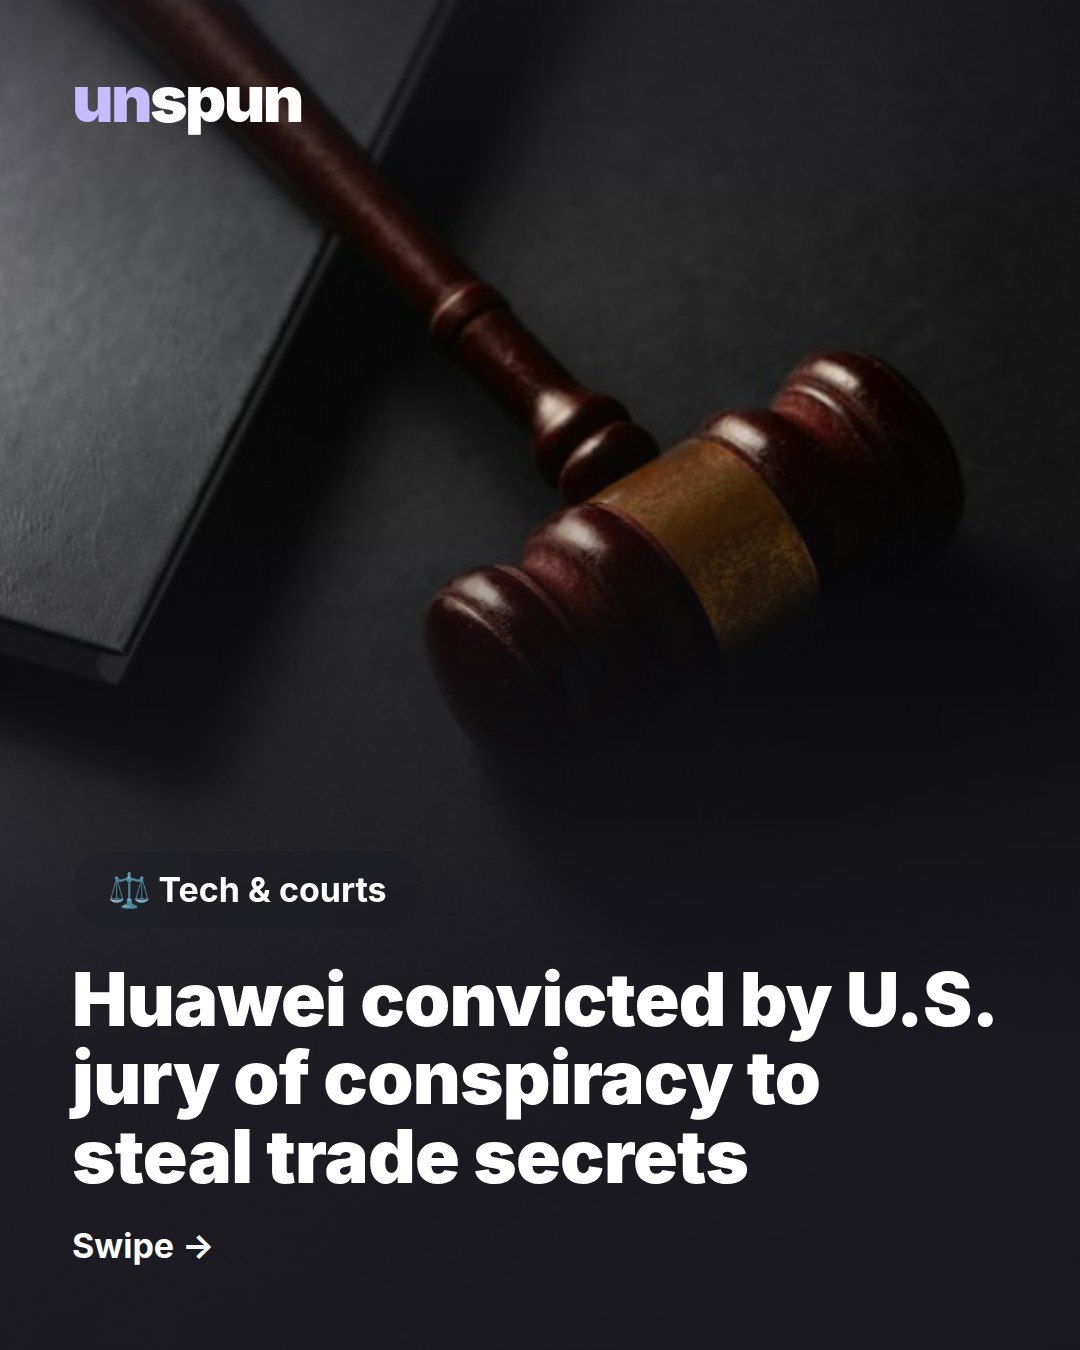 unspun
⚖️ Tech & courts
Huawei convicted by U.S.
jury of conspiracy to
steal trade secrets
Swipe →